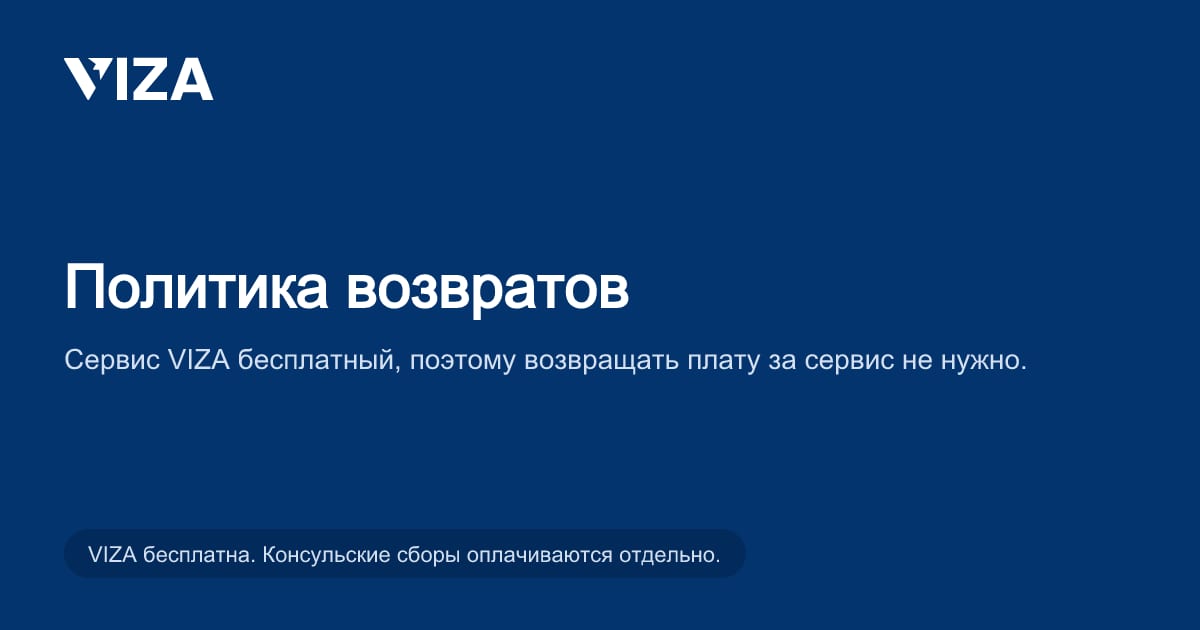 VIZA
Политика возвратов
Сервис VIZA бесплатный, поэтому возвращать плату за сервис не нужно.
VIZA бесплатна. Консульские сборы оплачиваются отдельно.